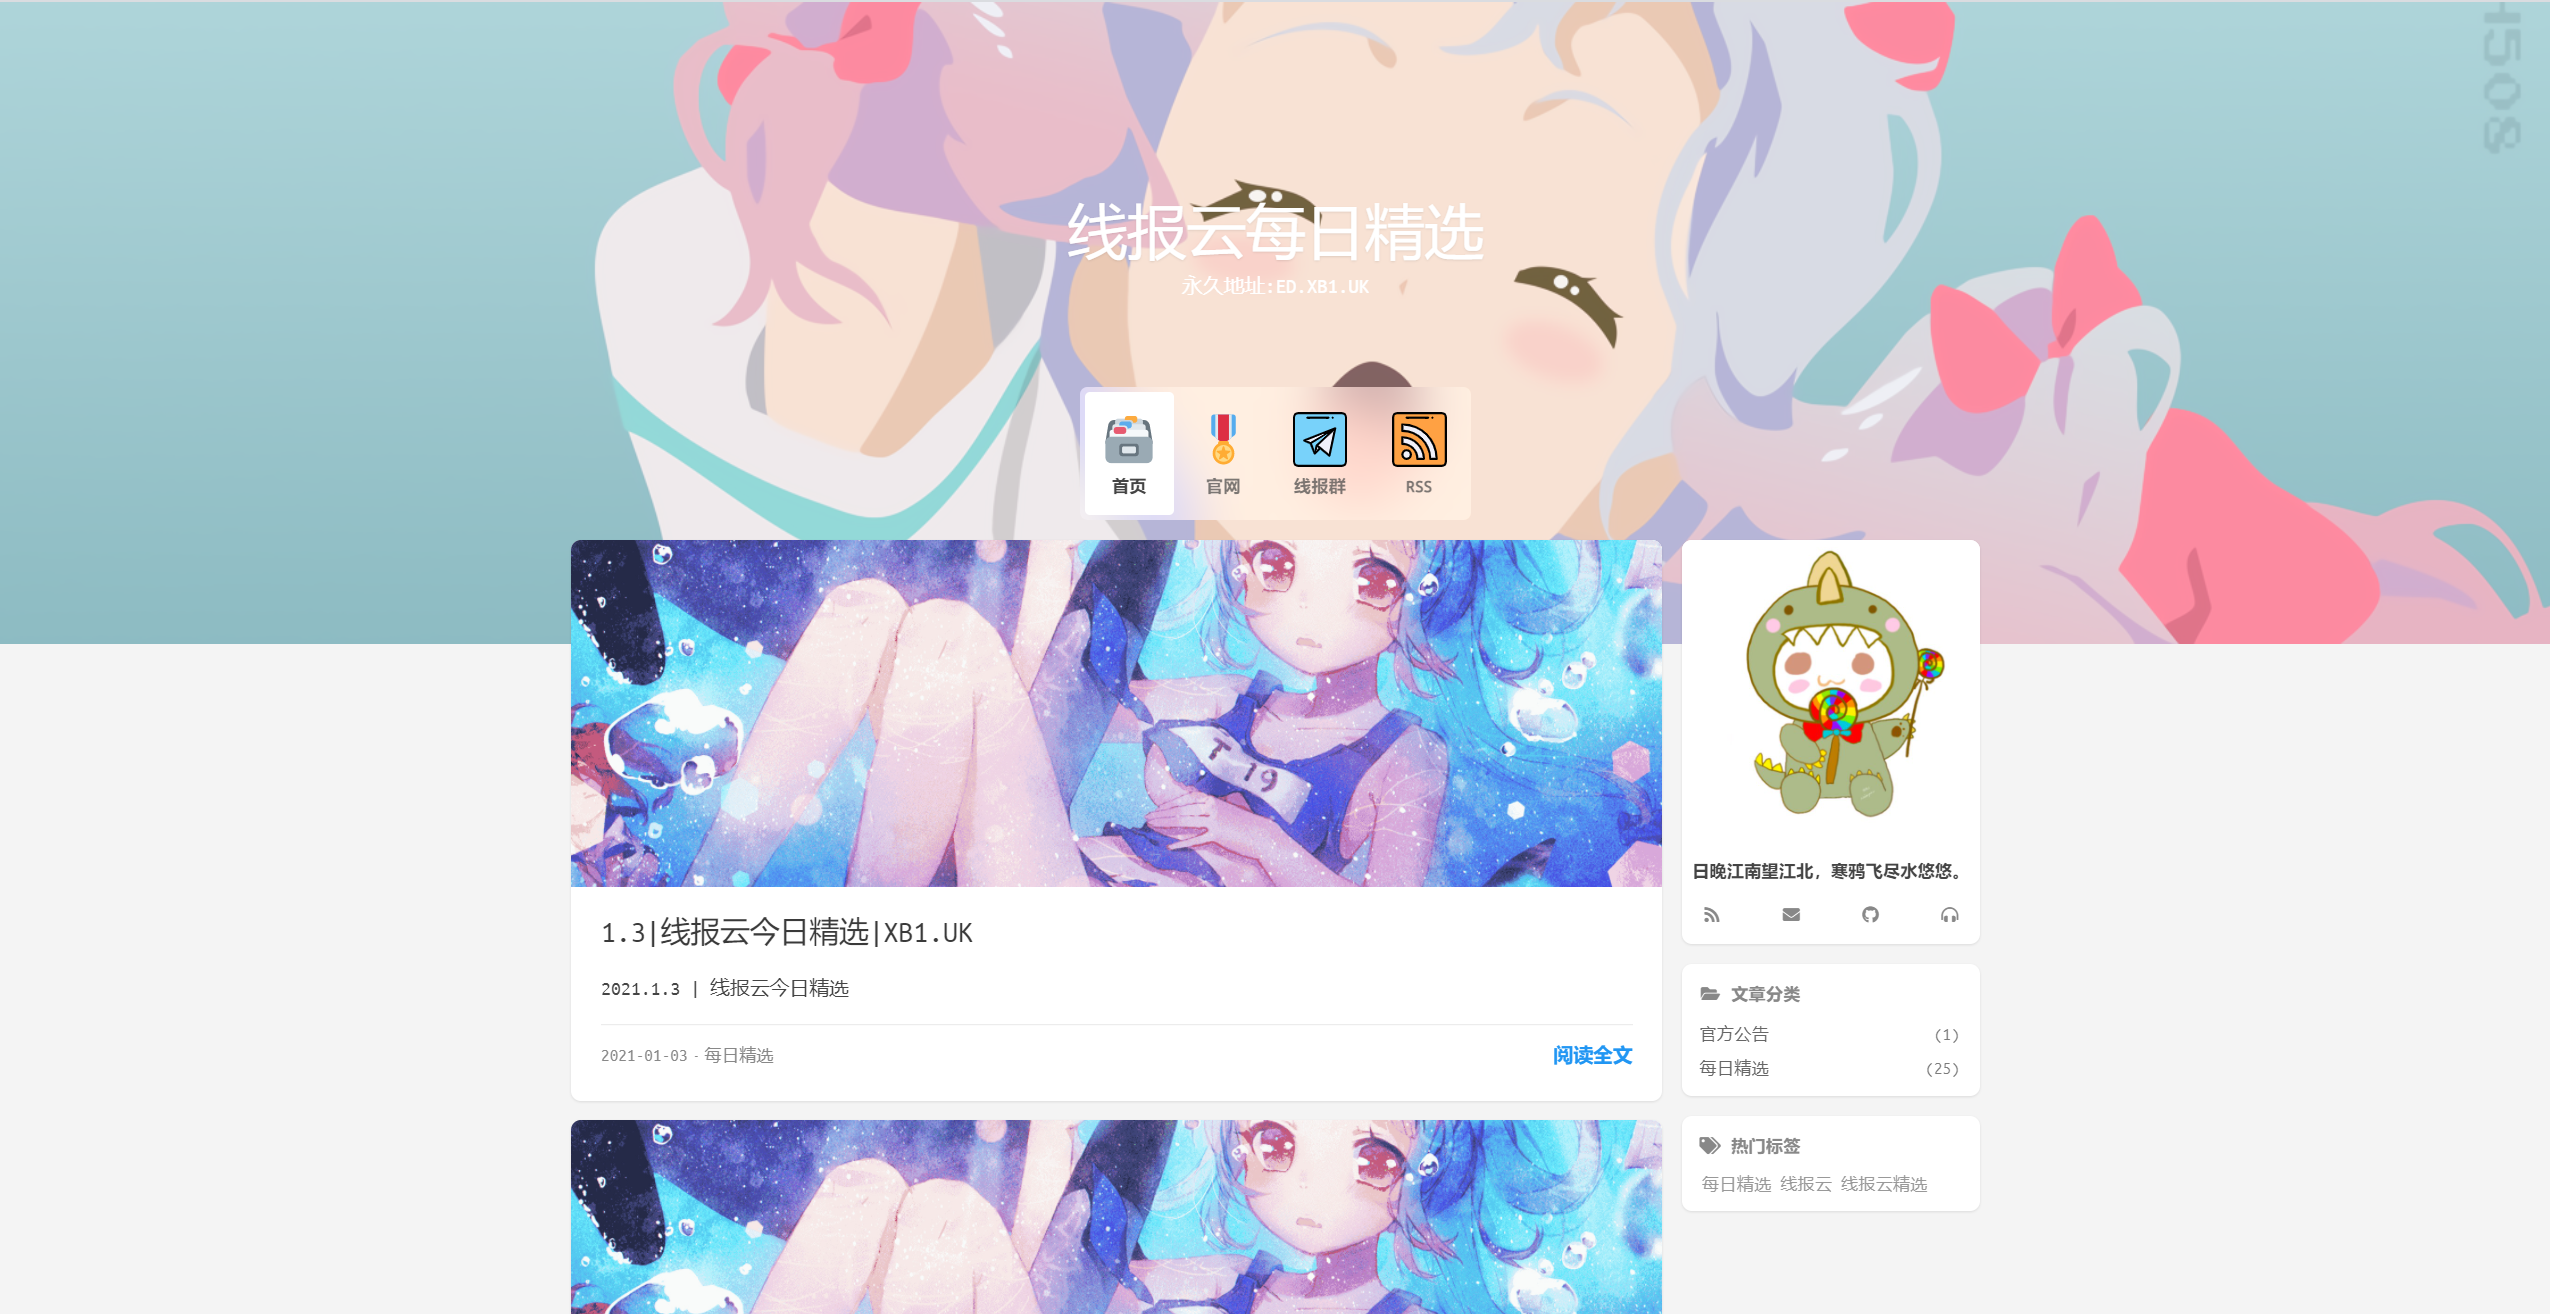 H508
线报云每日精选
永久地址:ED.XB1.UK
首页
官网
线报群
RSS
T 19
1.3|线报云今日精选|XB1.UK
2021.1.3 | 线报云今日精选
2021-01-03 - 每日精选
阅读全文
日晚江南望江北，寒鸦飞尽水悠悠。
文章分类
官方公告 (1)
每日精选 (25)
热门标签
每日精选 线报云 线报云精选